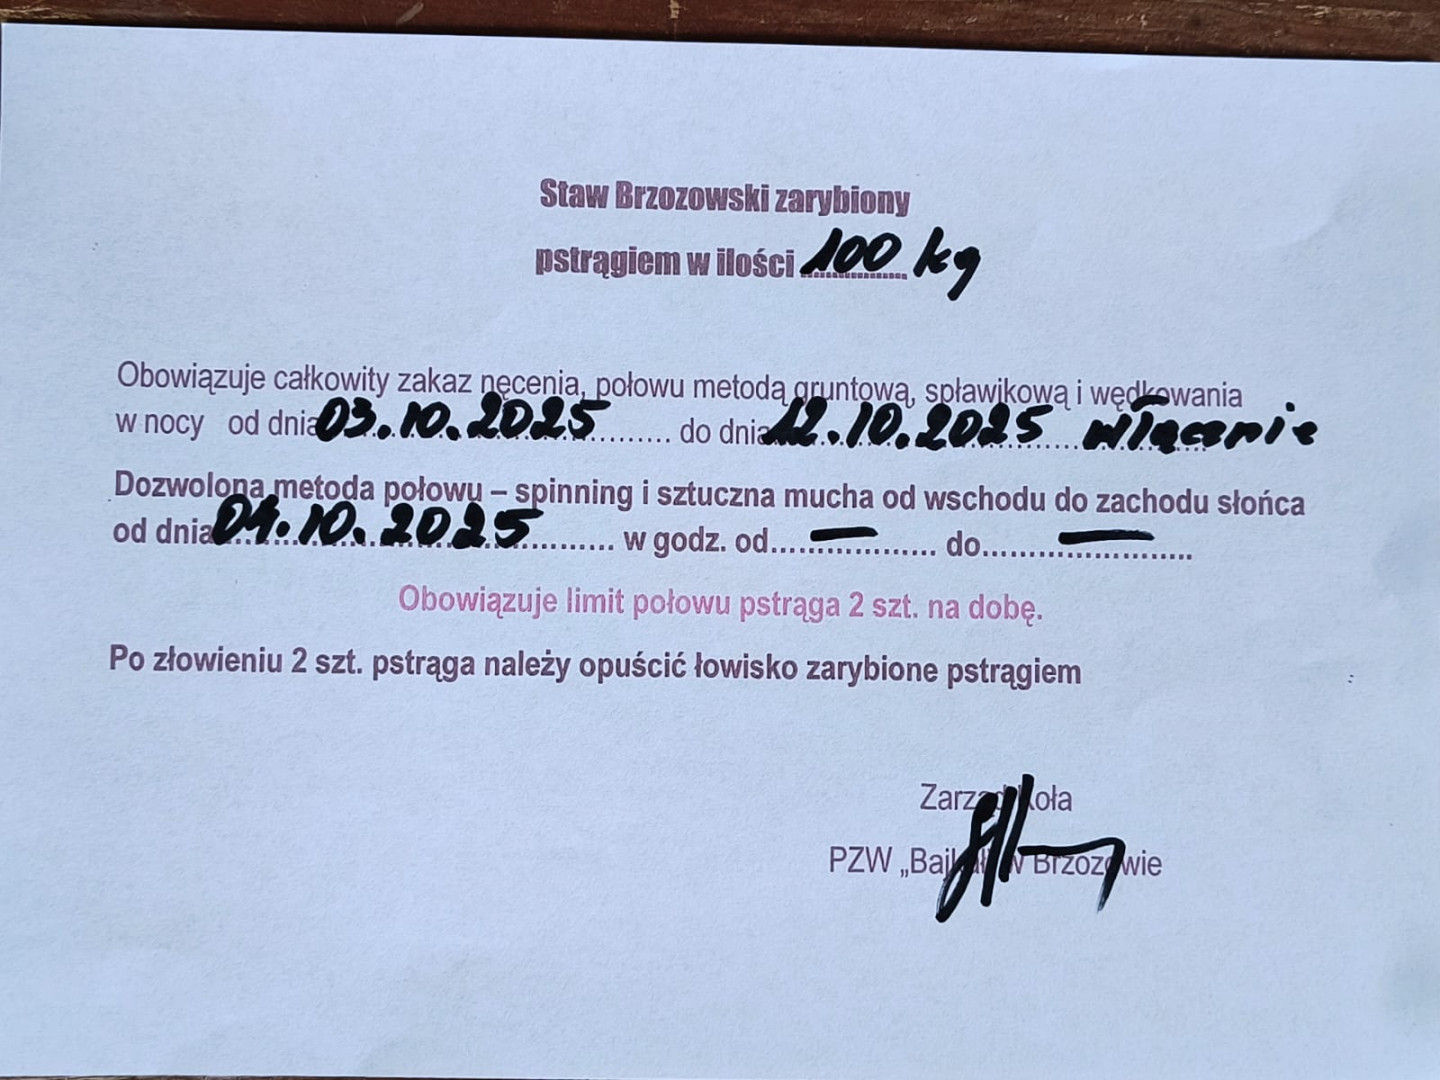 Staw Brzozowski zarybiony
pstrągiem w ilości 100 kg
Obowiązuje całkowity zakaz nęcenia, połowu metodą gruntową, spławikową i wędkowania
w nocy od dnia 03.10.2025 do dnia 12.10.2025 włącznie
Dozwolona metoda połowu – spinning i sztuczna mucha od wschodu do zachodu słońca
od dnia 04.10.2025 w godz. od – do –
Obowiązuje limit połowu pstrąga 2 szt. na dobę.
Po złowieniu 2 szt. pstrąga należy opuścić łowisko zarybione pstrągiem
Zarząd Koła
PZW „Bajkał" w Brzozowie